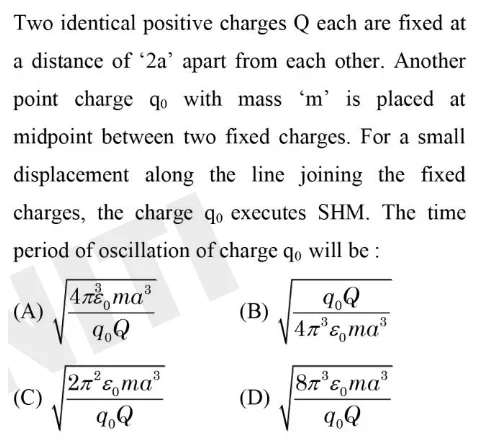 Two identical positive charges Q each are fixed at
a distance of ‘2a’ apart from each other. Another
point charge q₀ with mass ‘m’ is placed at
midpoint between two fixed charges. For a small
displacement along the line joining the fixed
charges, the charge q₀ executes SHM. The time
period of oscillation of charge q₀ will be :
(A) √(4πε₀³ma³ / q₀Q) (B) √(q₀Q / 4π³ε₀ma³)
(C) √(2π²ε₀ma³ / q₀Q) (D) √(8π³ε₀ma³ / q₀Q)